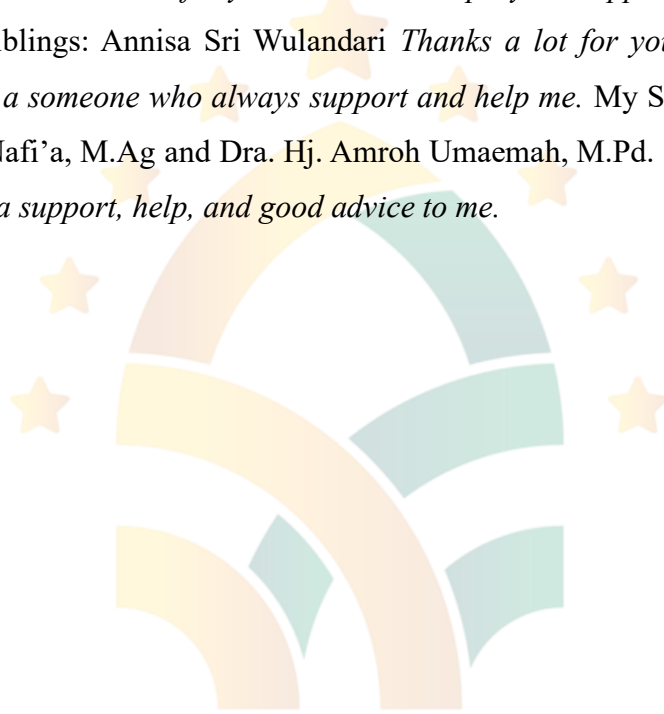 blings: Annisa Sri Wulandari Thanks a lot for you
a someone who always support and help me. My S
Nafi’a, M.Ag and Dra. Hj. Amroh Umaemah, M.Pd.
a support, help, and good advice to me.